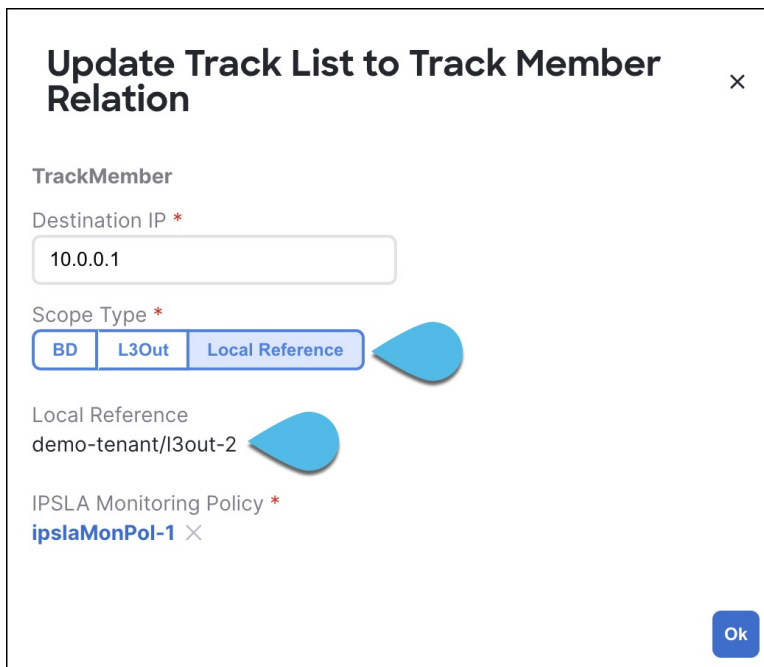 Update Track List to Track Member
Relation
TrackMember
Destination IP *
10.0.0.1
Scope Type *
BD L3Out Local Reference
Local Reference
demo-tenant/l3out-2
IPSLA Monitoring Policy *
ipslaMonPol-1
Ok